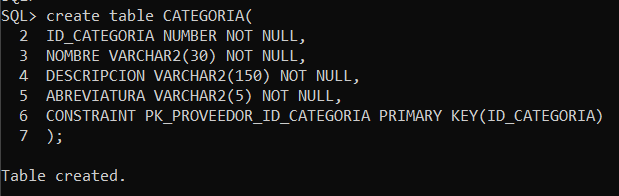 SQL> create table CATEGORIA(
2 ID_CATEGORIA NUMBER NOT NULL,
3 NOMBRE VARCHAR2(30) NOT NULL,
4 DESCRIPCION VARCHAR2(150) NOT NULL,
5 ABREVIATURA VARCHAR2(5) NOT NULL,
6 CONSTRAINT PK_PROVEEDOR_ID_CATEGORIA PRIMARY KEY(ID_CATEGORIA)
7 );
Table created.